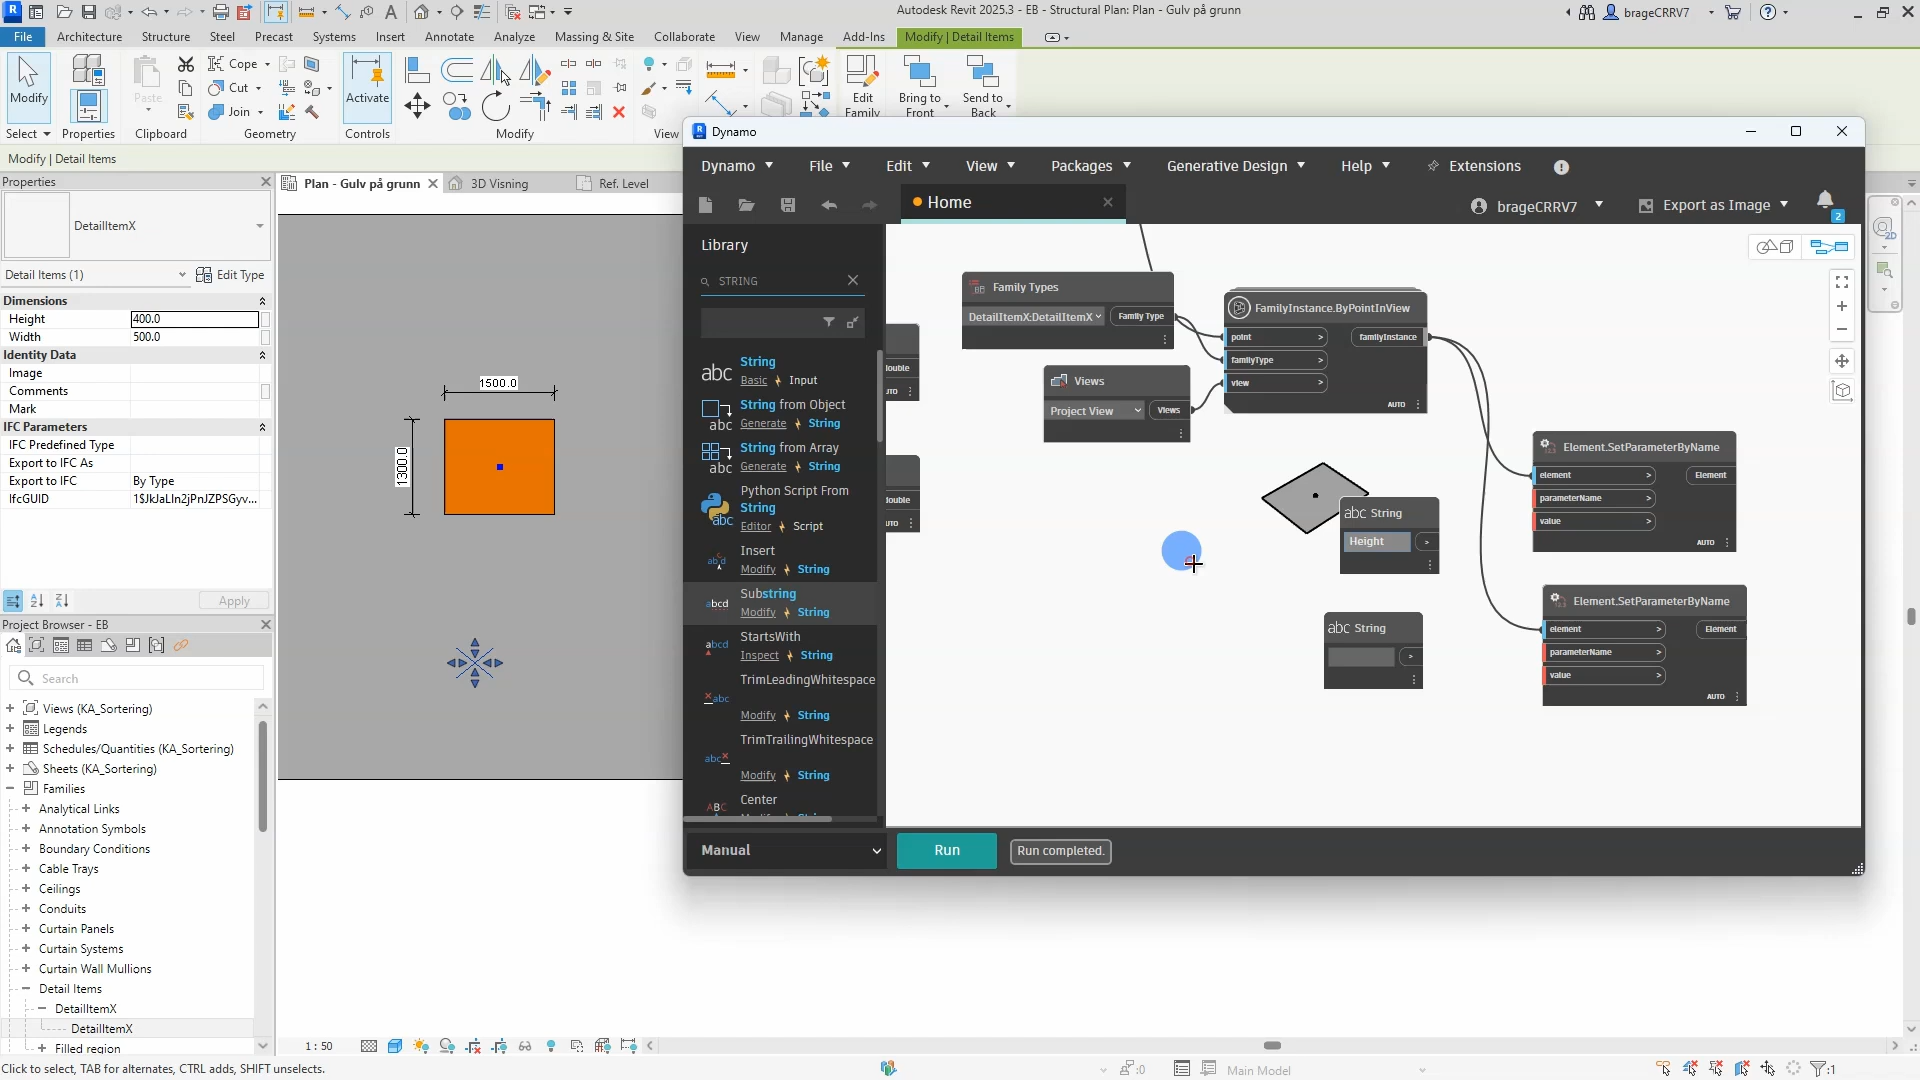 Autodesk Revit 2025.3 - EB - Structural Plan: Plan - Gulv på grunn
brageCRRV7
File
Architecture
Structure
Steel
Precast
Systems
Insert
Annotate
Analyze
Massing & Site
Collaborate
View
Manage
Add-Ins
Modify | Detail Items
Modify
Paste
Cope
Cut
Join
Activate
Edit
Family
Bring to
Front
Send to
Back
Select
Properties
Clipboard
Geometry
Controls
Modify
View
Modify | Detail Items
Properties
DetailItemX
Detail Items (1)
Edit Type
Dimensions
Height 400.0
Width 500.0
Identity Data
Image
Comments
Mark
IFC Parameters
IFC Predefined Type
Export to IFC As
Export to IFC By Type
IfcGUID 1$JkJaLIn2jPnJZPSGyv...
Apply
Project Browser - EB
Search
Views (KA_Sortering)
Legends
Schedules/Quantities (KA_Sortering)
Sheets (KA_Sortering)
Families
Analytical Links
Annotation Symbols
Boundary Conditions
Cable Trays
Ceilings
Conduits
Curtain Panels
Curtain Systems
Curtain Wall Mullions
Detail Items
DetailItemX
DetailItemX
Filled region
Plan - Gulv på grunn
3D Visning
Ref. Level
1500.0
1300.0
Dynamo
Dynamo
File
Edit
View
Packages
Generative Design
Help
Extensions
Home
brageCRRV7
Export as Image
2
Library
STRING
String
Basic Input
String from Object
Generate String
String from Array
Generate String
Python Script From
String
Editor Script
Insert
Modify String
Substring
Modify String
StartsWith
Inspect String
TrimLeadingWhitespace
Modify String
TrimTrailingWhitespace
Modify String
Center
Family Types
DetailItemX:DetailItemX
Family Type
Views
Project View
Views
FamilyInstance.ByPointInView
point >
familyInstance
familyType >
view >
AUTO
abc String
Height
>
abc String
>
Element.SetParameterByName
element >
Element
parameterName >
value >
AUTO
Element.SetParameterByName
element >
Element
parameterName >
value >
AUTO
Manual
Run
Run completed.
1 : 50
Click to select, TAB for alternates, CTRL adds, SHIFT unselects.
:0
Main Model
:1